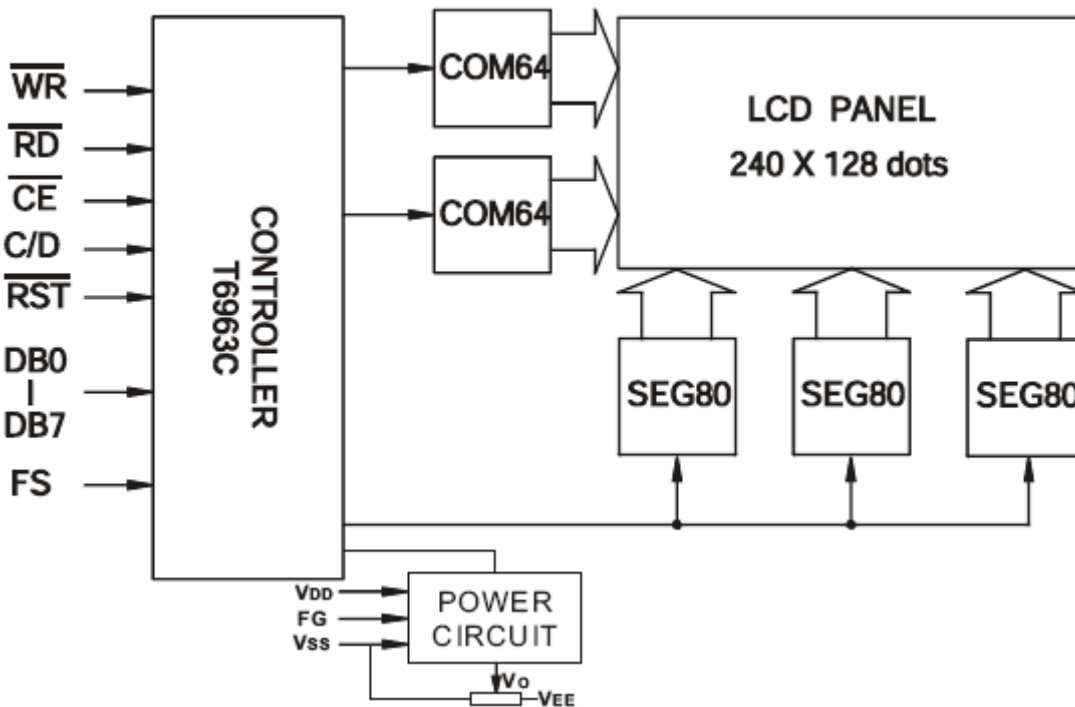 WR
RD
CE
C/D
RST
DB0
DB7
FS
CONTROLLER
T6963C
COM64
COM64
LCD PANEL
240 X 128 dots
SEG80
SEG80
SEG80
VDD
FG
VSS
POWER
CIRCUIT
VO
VEE